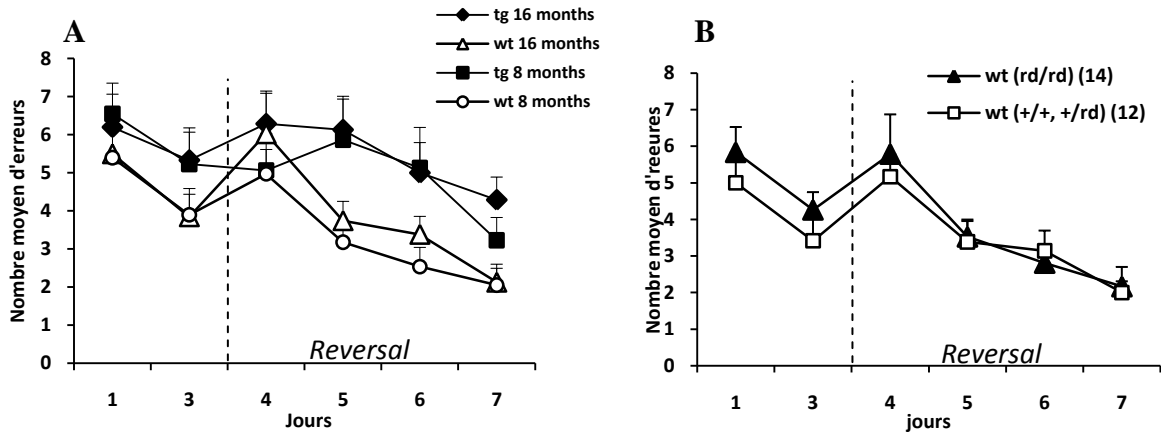 A
tg 16 months
wt 16 months
tg 8 months
wt 8 months
Nombre moyen d'erreurs
8
7
6
5
4
3
2
1
0
Reversal
1 3 4 5 6 7
Jours
B
wt (rd/rd) (14)
wt (+/+, +/rd) (12)
Nombre moyen d'reeures
8
7
6
5
4
3
2
1
0
Reversal
1 3 4 5 6 7
jours